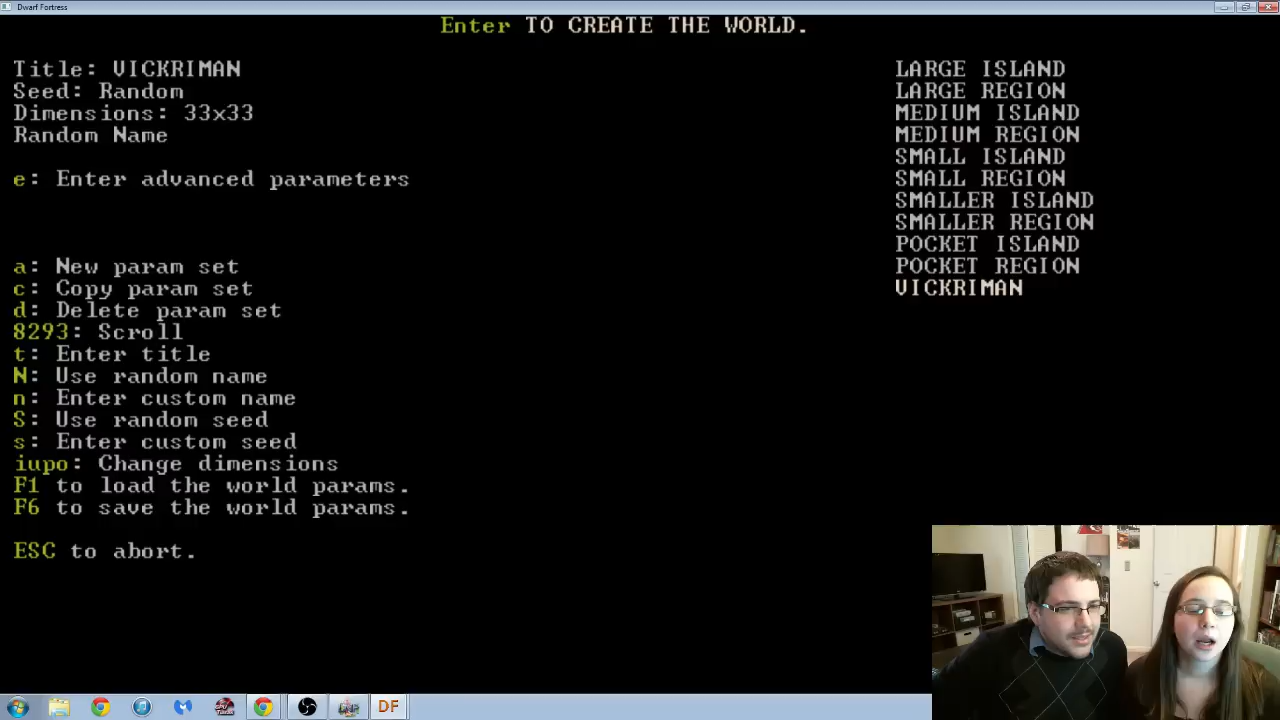 Dwarf Fortress
Enter TO CREATE THE WORLD.
Title: VICKRIMAN
Seed: Random
Dimensions: 33x33
Random Name
e: Enter advanced parameters
a: New param set
c: Copy param set
d: Delete param set
8293: Scroll
t: Enter title
N: Use random name
n: Enter custom name
S: Use random seed
s: Enter custom seed
iupo: Change dimensions
F1 to load the world params.
F6 to save the world params.
ESC to abort.
LARGE ISLAND
LARGE REGION
MEDIUM ISLAND
MEDIUM REGION
SMALL ISLAND
SMALL REGION
SMALLER ISLAND
SMALLER REGION
POCKET ISLAND
POCKET REGION
VICKRIMAN
DF